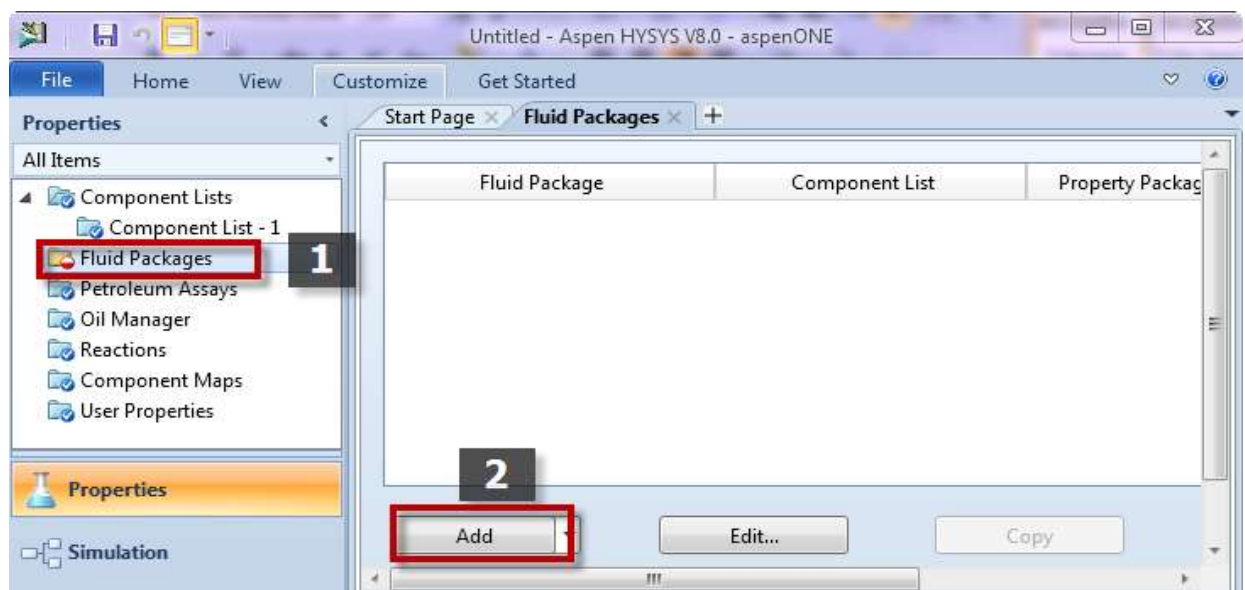 Untitled - Aspen HYSYS V8.0 - aspenONE
File Home View Customize Get Started
Properties
Start Page Fluid Packages
All Items
Component Lists
Component List - 1
Fluid Packages
1
Petroleum Assays
Oil Manager
Reactions
Component Maps
User Properties
Properties
Simulation
Fluid Package Component List Property Packag
2
Add Edit... Copy